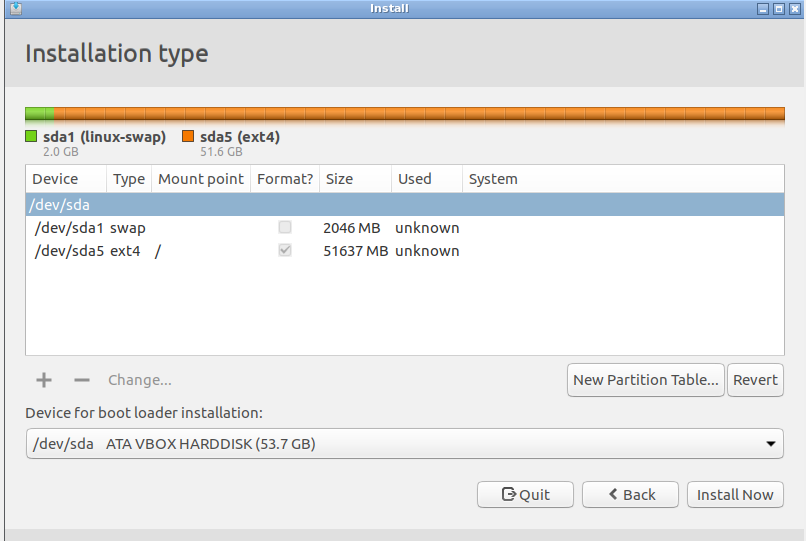 Install
Installation type
sda1 (linux-swap) sda5 (ext4)
2.0 GB 51.6 GB
Device Type Mount point Format? Size Used System
/dev/sda
/dev/sda1 swap 2046 MB unknown
/dev/sda5 ext4 / 51637 MB unknown
+ − Change... New Partition Table... Revert
Device for boot loader installation:
/dev/sda ATA VBOX HARDDISK (53.7 GB)
Quit Back Install Now